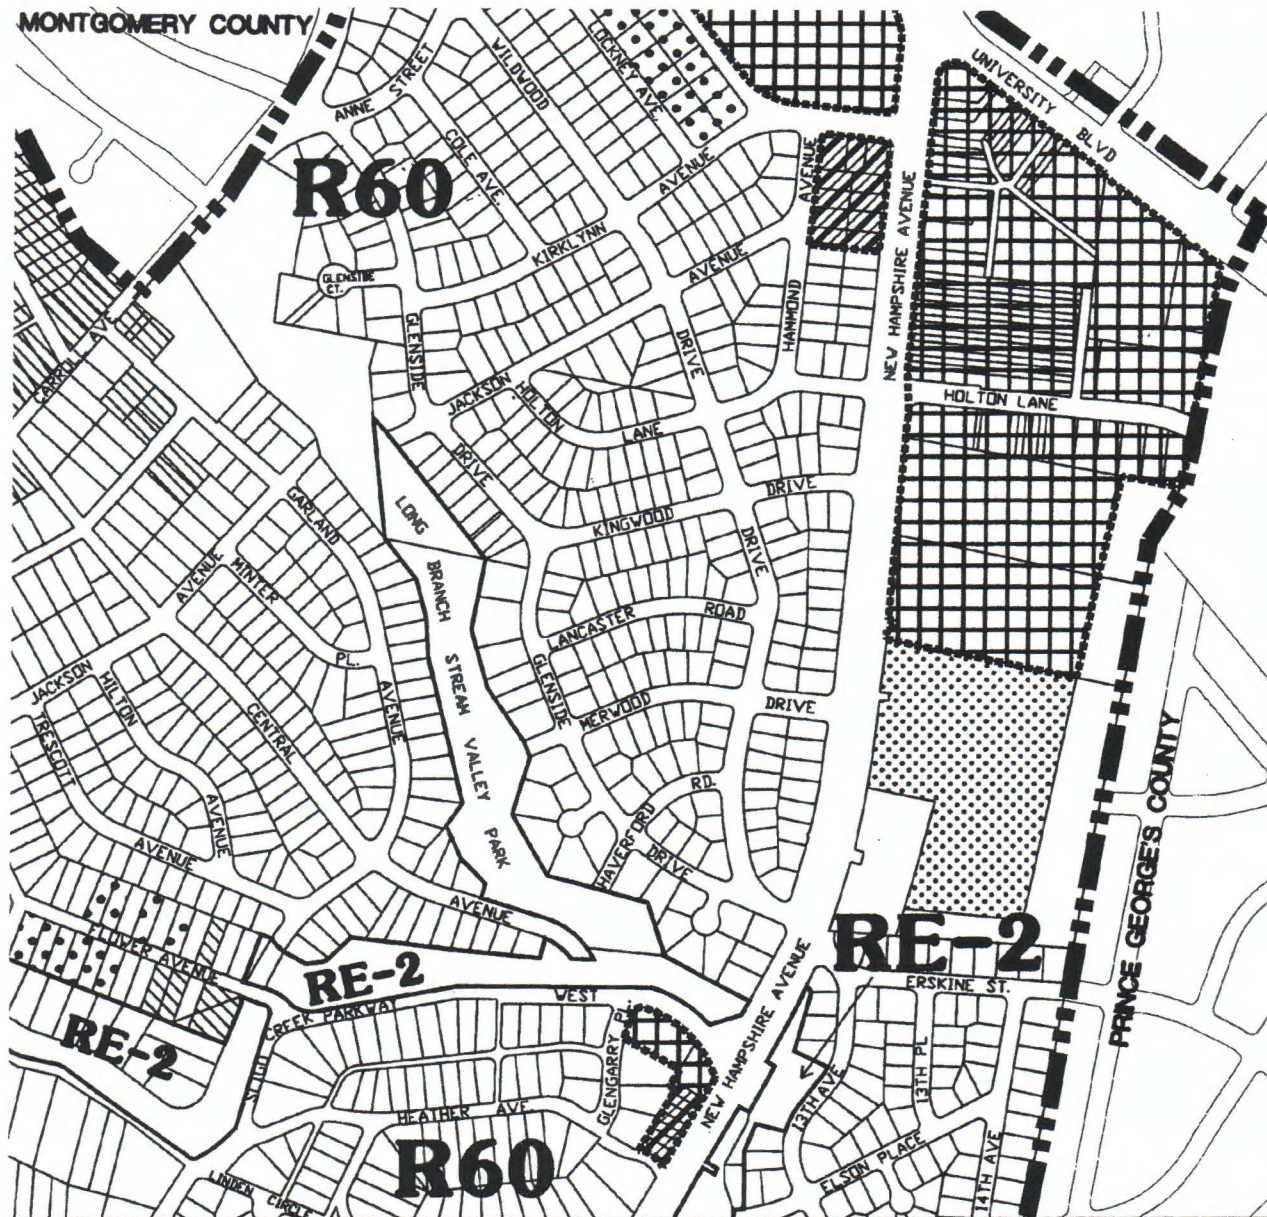 MONTGOMERY COUNTY
ANNE STREET
WILDWOOD
LOCKNEY AVE.
COLE AVE.
UNIVERSITY BLVD
R60
AVENUE
AVENUE
NEW HAMPSHIRE AVENUE
KIRKLYNN
AVENUE
GLENSIDE
CT.
HAMMOND
GLENSIDE
DRIVE
CARROLL AVE
JACKSON
HOLTON
LANE
HOLTON LANE
DRIVE
LONG
DRIVE
KINGWOOD
GARLAND
AVENUE
MINTER
PL.
BRANCH
DRIVE
LANCASTER
ROAD
STREAM
GLENSIDE
MERWOOD
DRIVE
JACKSON
HILTON
TRESCOTT
CENTRAL
AVENUE
VALLEY
PARK
AVENUE
AVENUE
HAVERFORD
RD.
DRIVE
AVENUE
PRINCE GEORGE'S COUNTY
FLOWER AVENUE
RE-2
RE-2
RE-2
SLIGO
CREEK PARKWAY
WEST
NEW HAMPSHIRE AVENUE
ERSKINE ST.
GLENGARRY
PL.
13TH AVE
13TH PL
HEATHER AVE.
R60
ELSON PLACE
14TH AVE
LINDEN CIRCLE